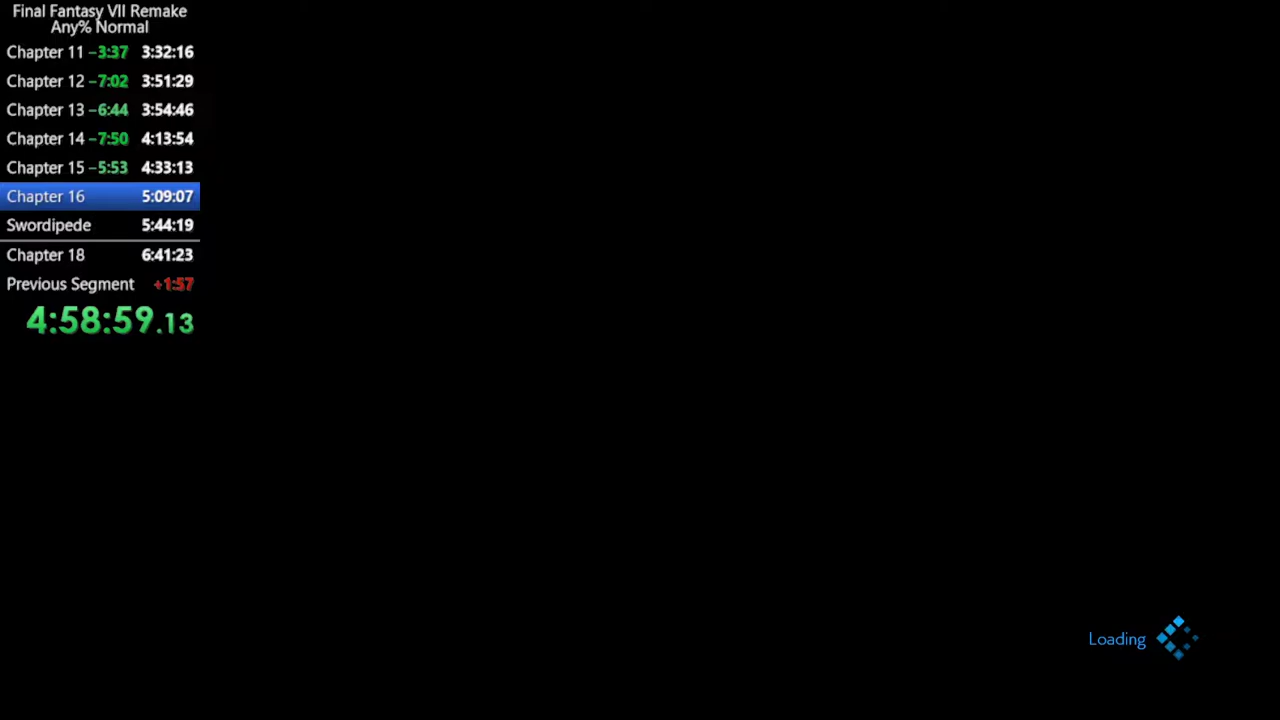 Final Fantasy VII Remake
Any% Normal
Chapter 11 −3:37 3:32:16
Chapter 12 −7:02 3:51:29
Chapter 13 −6:44 3:54:46
Chapter 14 −7:50 4:13:54
Chapter 15 −5:53 4:33:13
Chapter 16 5:09:07
Swordipede 5:44:19
Chapter 18 6:41:23
Previous Segment +1:57
4:58:59.13
Loading